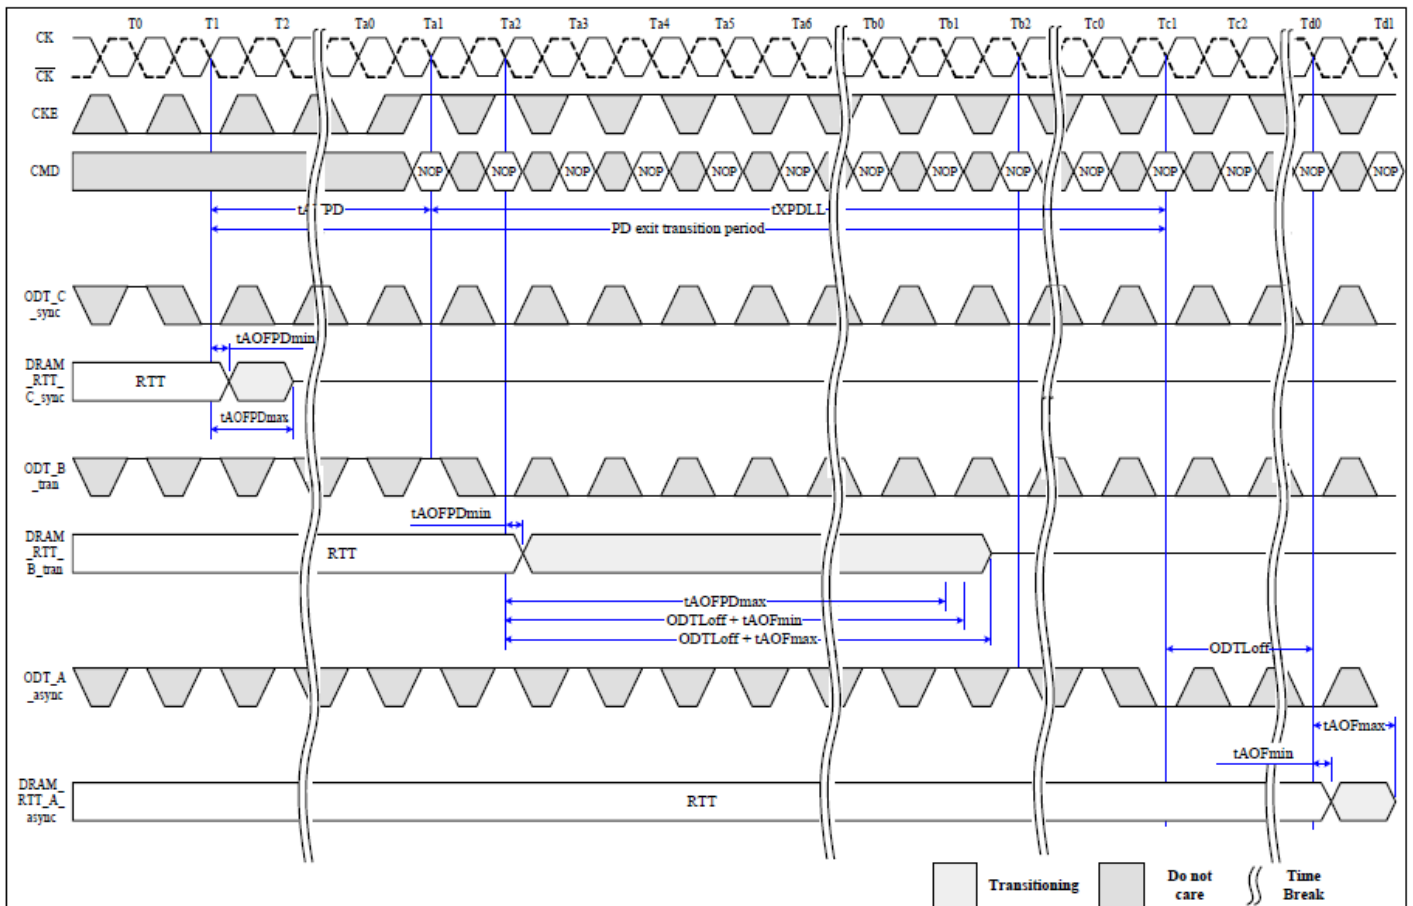 T0 T1 T2 Ta0 Ta1 Ta2 Ta3 Ta4 Ta5 Ta6 Tb0 Tb1 Tb2 Tc0 Tc1 Tc2 Td0 Td1
CK
CK
CKE
CMD
NOP NOP NOP NOP NOP NOP NOP NOP NOP NOP NOP NOP NOP NOP
tXPDLL
PD exit transition period
ODT_C
_sync
tAOFPDmin
DRAM
_RTT_
C_sync
RTT
tAOFPDmax
ODT_B
_tran
tAOFPDmin
DRAM
_RTT_
B_tran
RTT
tAOFPDmax
ODTLoff + tAOFmin
ODTLoff + tAOFmax
ODTLoff
ODT_A
_async
tAOFmax
tAOFmin
DRAM_
RTT_A_
async
RTT
Transitioning
Do not
care
Time
Break